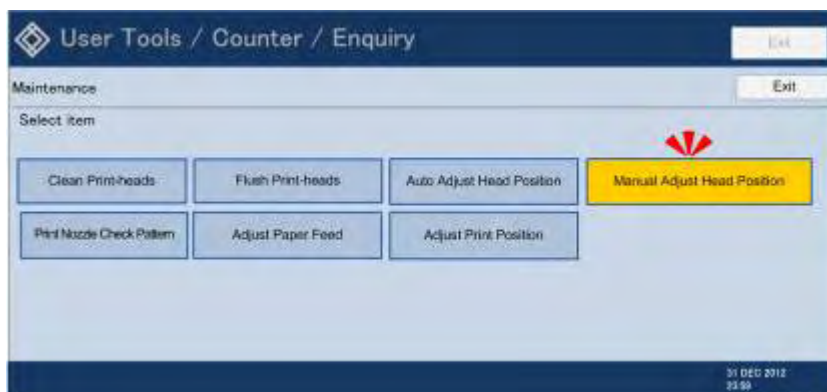 User Tools / Counter / Enquiry
Exit
Maintenance
Exit
Select item
Clean Print-heads
Flush Print-heads
Auto Adjust Head Position
Manual Adjust Head Position
Print Nozzle Check Pattern
Adjust Paper Feed
Adjust Print Position
31 DEC 2012
23:59